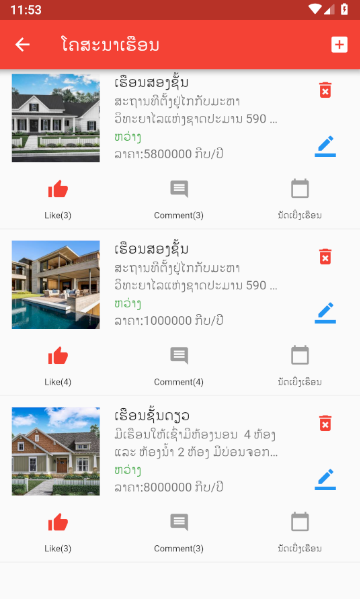 11:53
ໂຄສະນາເຮືອນ
ເຮືອນສອງຊັ້ນ
ສະຖານທີ່ຕັ້ງຢູ່ໄກກັບມະຫາ
ວິທະຍາໄລແຫ່ງຊາດປະມານ 590 ...
ຫວ່າງ
ລາຄາ:5800000 ກີບ/ປີ
Like(3)
Comment(3)
ນັດເບິ່ງເຮືອນ
ເຮືອນສອງຊັ້ນ
ສະຖານທີ່ຕັ້ງຢູ່ໄກກັບມະຫາ
ວິທະຍາໄລແຫ່ງຊາດປະມານ 590 ...
ຫວ່າງ
ລາຄາ:1000000 ກີບ/ປີ
Like(4)
Comment(4)
ນັດເບິ່ງເຮືອນ
ເຮືອນຊັ້ນດຽວ
ມີເຮືອນໃຫ້ເຊົ່າມີຫ້ອງນອນ 4 ຫ້ອງ
ແລະ ຫ້ອງນ້ຳ 2 ຫ້ອງ ມີບ່ອນຈອກ...
ຫວ່າງ
ລາຄາ:8000000 ກີບ/ປີ
Like(3)
Comment(3)
ນັດເບິ່ງເຮືອນ